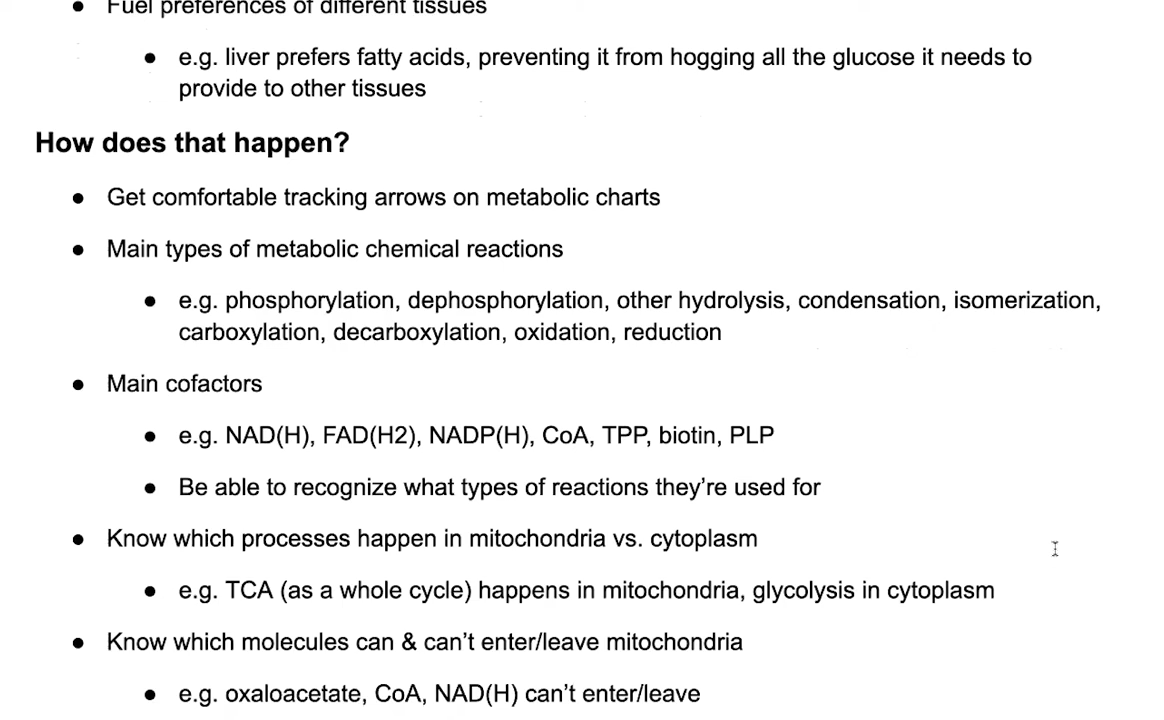 ● Fuel preferences of different tissues
● e.g. liver prefers fatty acids, preventing it from hogging all the glucose it needs to
provide to other tissues
How does that happen?
● Get comfortable tracking arrows on metabolic charts
● Main types of metabolic chemical reactions
● e.g. phosphorylation, dephosphorylation, other hydrolysis, condensation, isomerization,
carboxylation, decarboxylation, oxidation, reduction
● Main cofactors
● e.g. NAD(H), FAD(H2), NADP(H), CoA, TPP, biotin, PLP
● Be able to recognize what types of reactions they’re used for
● Know which processes happen in mitochondria vs. cytoplasm
● e.g. TCA (as a whole cycle) happens in mitochondria, glycolysis in cytoplasm
● Know which molecules can & can’t enter/leave mitochondria
● e.g. oxaloacetate, CoA, NAD(H) can’t enter/leave